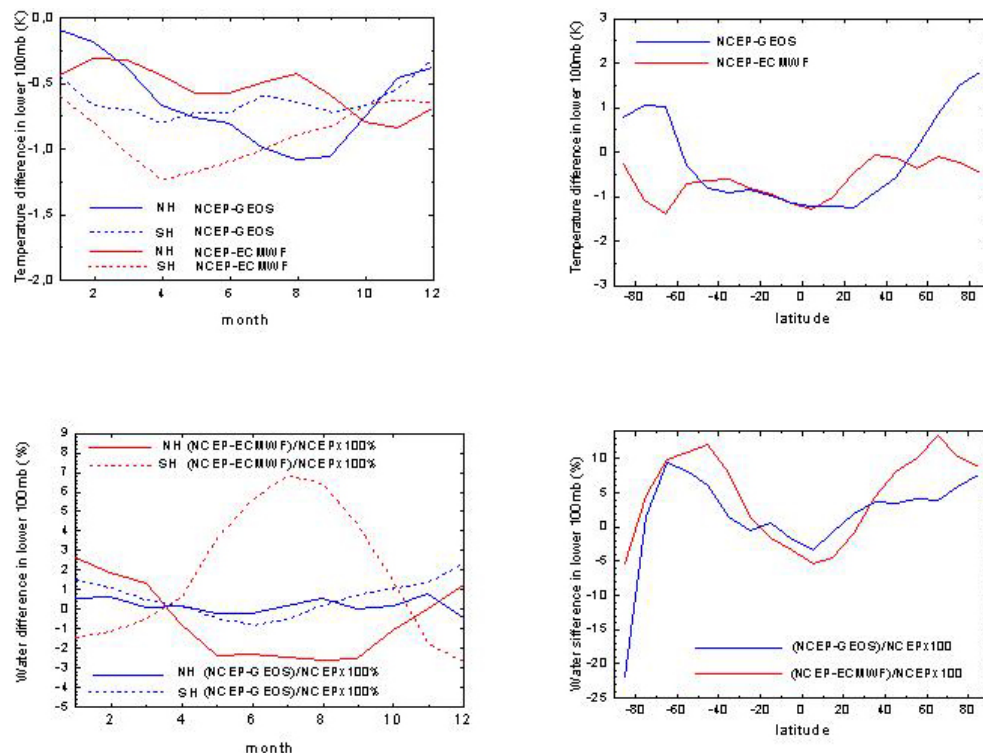 Temperature difference in lower 100mb (K)
0,0
-0,5
-1,0
-1,5
-2,0
NH NCEP-GEOS
SH NCEP-GEOS
NH NCEP-ECMWF
SH NCEP-ECMWF
2 4 6 8 10 12
month
Temperature difference in lower 100mb (K)
3
2
1
0
-1
-2
-3
NCEP-GEOS
NCEP-ECMWF
-80 -60 -40 -20 0 20 40 60 80
latitude
Water difference in lower 100mb (%)
9
8
7
6
5
4
3
2
1
0
-1
-2
-3
-4
-5
NH (NCEP-ECMWF)/NCEPx100%
SH (NCEP-ECMWF)/NCEPx100%
NH (NCEP-GEOS)/NCEPx100%
SH (NCEP-GEOS)/NCEPx100%
2 4 6 8 10 12
month
Water sifference in lower 100mb (%)
10
5
0
-5
-10
-15
-20
-25
(NCEP-GEOS)/NCEPx100
(NCEP-ECMWF)/NCEPx100
-80 -60 -40 -20 0 20 40 60 80
latitude